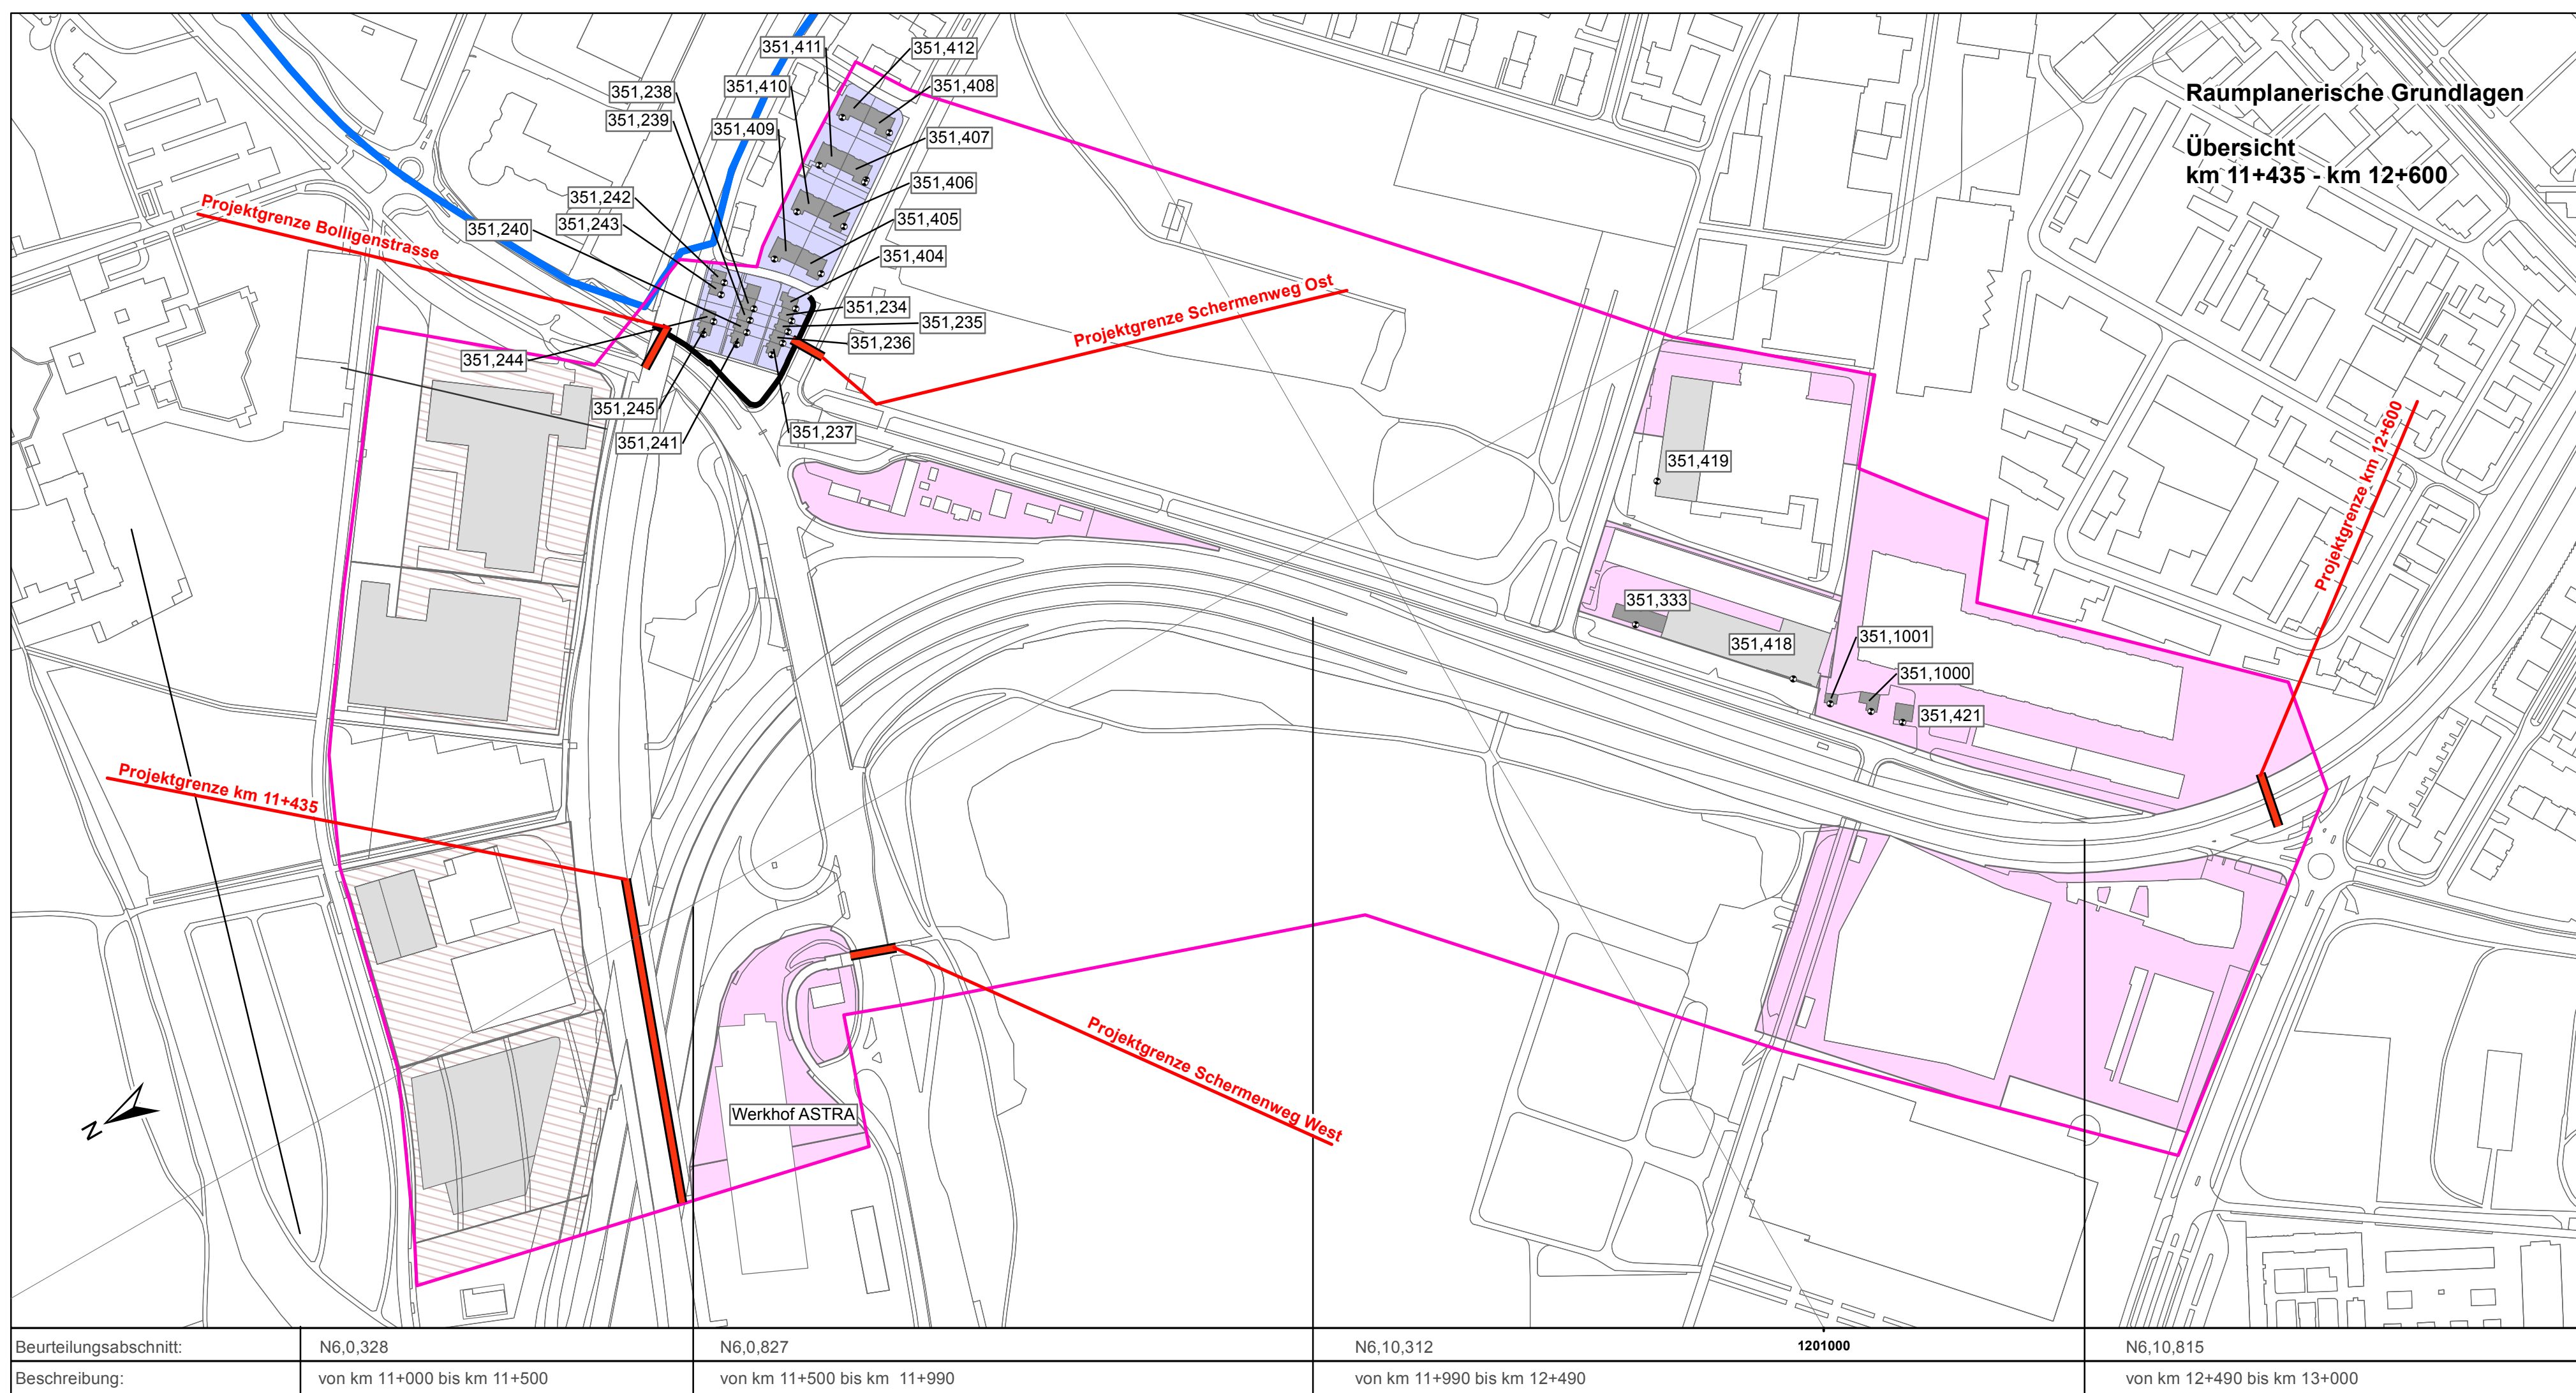 Raumplanerische Grundlagen
Übersicht
km 11+435 - km 12+600
351,411
351,412
351,238
351,410
351,408
351,239
351,409
351,407
351,406
351,242
351,243
351,240
351,405
351,404
351,234
351,235
351,236
351,244
351,245
351,241
351,237
Projektgrenze Bolligenstrasse
Projektgrenze Schermenweg Ost
Projektgrenze km 12+600
351,419
351,333
351,418
351,1001
351,1000
351,421
Projektgrenze km 11+435
Projektgrenze Schermenweg West
Werkhof ASTRA
N
Beurteilungsabschnitt: N6,0,328 N6,0,827 N6,10,312 1201000 N6,10,815
Beschreibung: von km 11+000 bis km 11+500 von km 11+500 bis km 11+990 von km 11+990 bis km 12+490 von km 12+490 bis km 13+000